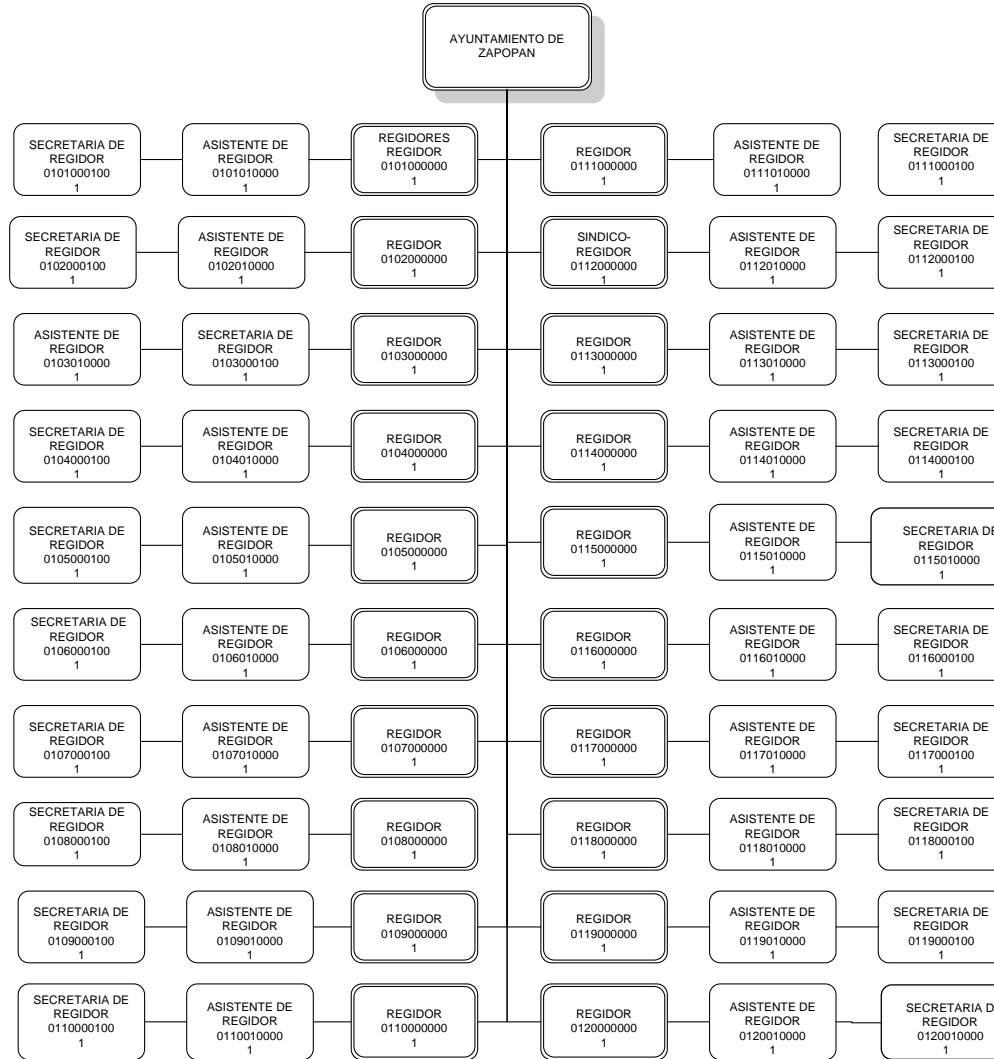 AYUNTAMIENTO DE
ZAPOPAN
SECRETARIA DE
REGIDOR
0101000100
1
ASISTENTE DE
REGIDOR
0101010000
1
REGIDORES
REGIDOR
0101000000
1
REGIDOR
0111000000
1
ASISTENTE DE
REGIDOR
0111010000
1
SECRETARIA DE
REGIDOR
0111000100
1
SECRETARIA DE
REGIDOR
0102000100
1
ASISTENTE DE
REGIDOR
0102010000
1
REGIDOR
0102000000
1
SINDICO-
REGIDOR
0112000000
1
ASISTENTE DE
REGIDOR
0112010000
1
SECRETARIA DE
REGIDOR
0112000100
1
ASISTENTE DE
REGIDOR
0103010000
1
SECRETARIA DE
REGIDOR
0103000100
1
REGIDOR
0103000000
1
REGIDOR
0113000000
1
ASISTENTE DE
REGIDOR
0113010000
1
SECRETARIA DE
REGIDOR
0113000100
1
SECRETARIA DE
REGIDOR
0104000100
1
ASISTENTE DE
REGIDOR
0104010000
1
REGIDOR
0104000000
1
REGIDOR
0114000000
1
ASISTENTE DE
REGIDOR
0114010000
1
SECRETARIA DE
REGIDOR
0114000100
1
SECRETARIA DE
REGIDOR
0105000100
1
ASISTENTE DE
REGIDOR
0105010000
1
REGIDOR
0105000000
1
REGIDOR
0115000000
1
ASISTENTE DE
REGIDOR
0115010000
1
SECRETARIA DE
REGIDOR
0115010000
1
SECRETARIA DE
REGIDOR
0106000100
1
ASISTENTE DE
REGIDOR
0106010000
1
REGIDOR
0106000000
1
REGIDOR
0116000000
1
ASISTENTE DE
REGIDOR
0116010000
1
SECRETARIA DE
REGIDOR
0116000100
1
SECRETARIA DE
REGIDOR
0107000100
1
ASISTENTE DE
REGIDOR
0107010000
1
REGIDOR
0107000000
1
REGIDOR
0117000000
1
ASISTENTE DE
REGIDOR
0117010000
1
SECRETARIA DE
REGIDOR
0117000100
1
SECRETARIA DE
REGIDOR
0108000100
1
ASISTENTE DE
REGIDOR
0108010000
1
REGIDOR
0108000000
1
REGIDOR
0118000000
1
ASISTENTE DE
REGIDOR
0118010000
1
SECRETARIA DE
REGIDOR
0118000100
1
SECRETARIA DE
REGIDOR
0109000100
1
ASISTENTE DE
REGIDOR
0109010000
1
REGIDOR
0109000000
1
REGIDOR
0119000000
1
ASISTENTE DE
REGIDOR
0119010000
1
SECRETARIA DE
REGIDOR
0119000100
1
SECRETARIA DE
REGIDOR
0110000100
1
ASISTENTE DE
REGIDOR
0110010000
1
REGIDOR
0110000000
1
REGIDOR
0120000000
1
ASISTENTE DE
REGIDOR
0120010000
1
SECRETARIA D
REGIDOR
0120010000
1